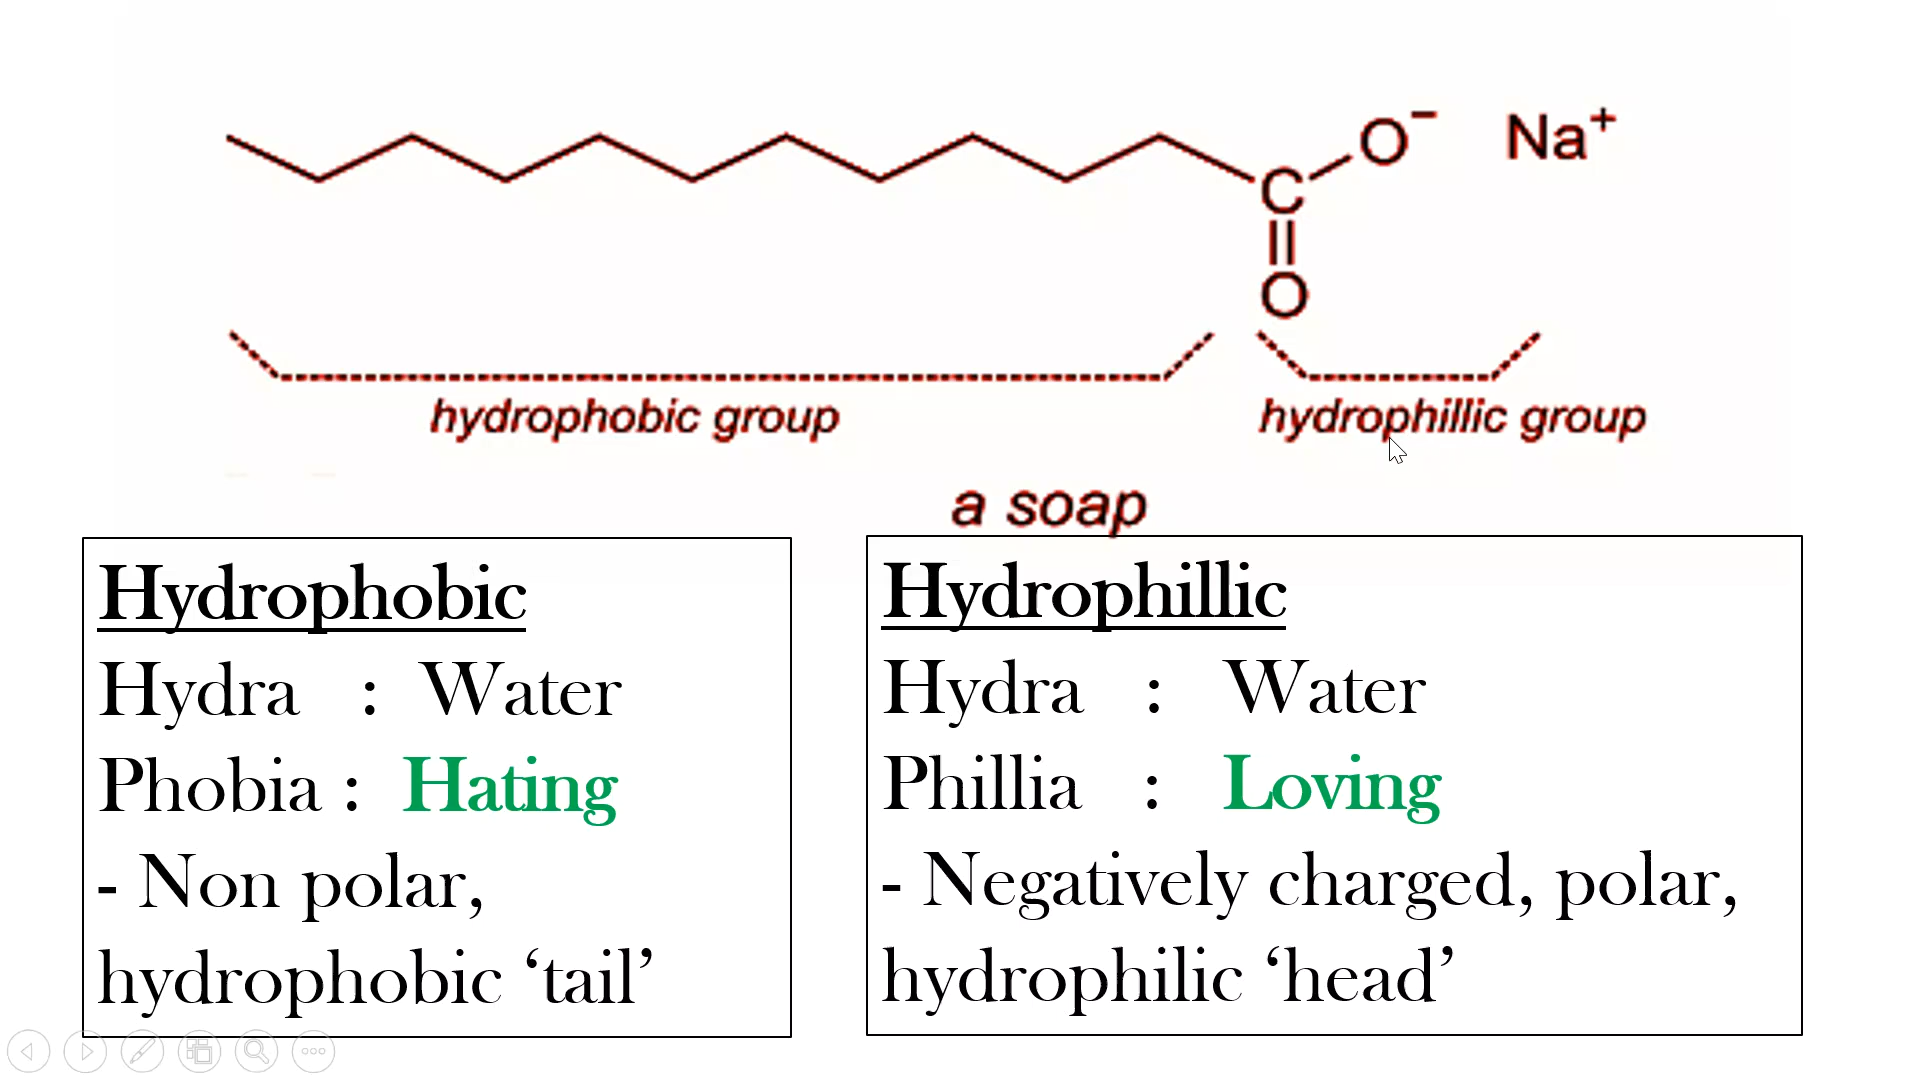 O⁻ Na⁺
C
O
hydrophobic group
hydrophillic group
a soap
Hydrophobic
Hydra : Water
Phobia : Hating
- Non polar,
hydrophobic ‘tail’
Hydrophillic
Hydra : Water
Phillia : Loving
- Negatively charged, polar,
hydrophilic ‘head’